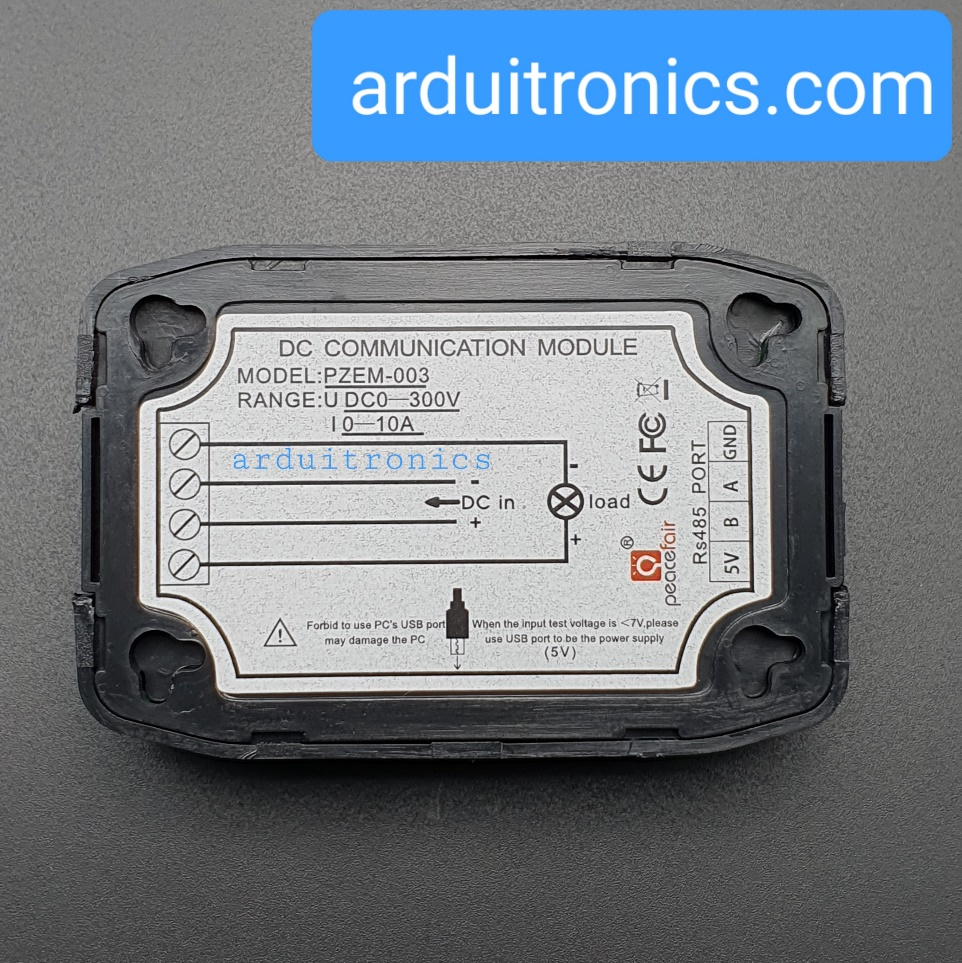 arduitronics.com
DC COMMUNICATION MODULE
MODEL:PZEM-003
RANGE:U DC0—300V
I 0—10A
arduitronics
-
-
DC in
load
+
+
CE FC
RS485 PORT
GND
A
B
5V
®
peacefair
Forbid to use PC's USB port
may damage the PC
When the input test voltage is <7V,please
use USB port to be the power supply
(5V)